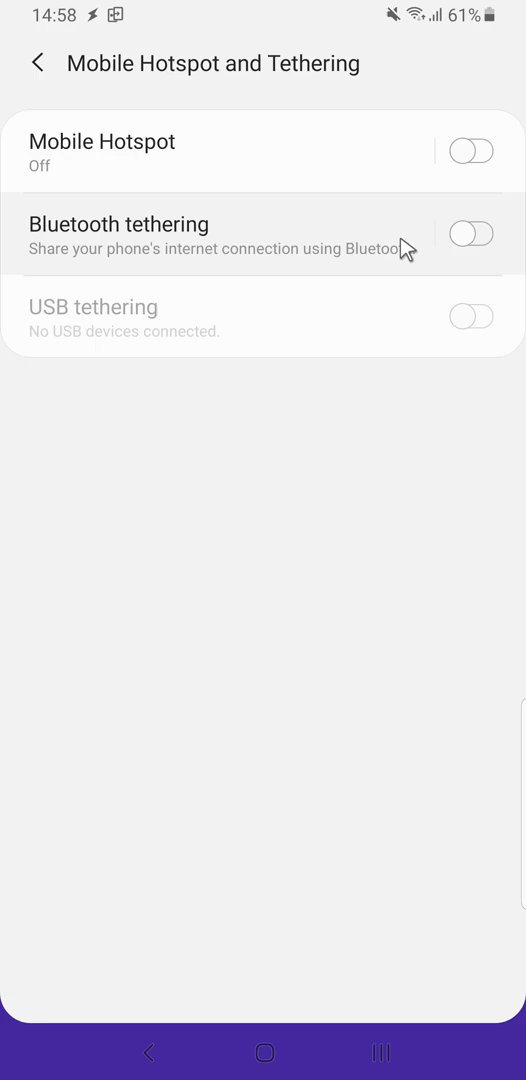 14:58 61%
Mobile Hotspot and Tethering
Mobile Hotspot
Off
Bluetooth tethering
Share your phone's internet connection using Bluetoo
USB tethering
No USB devices connected.